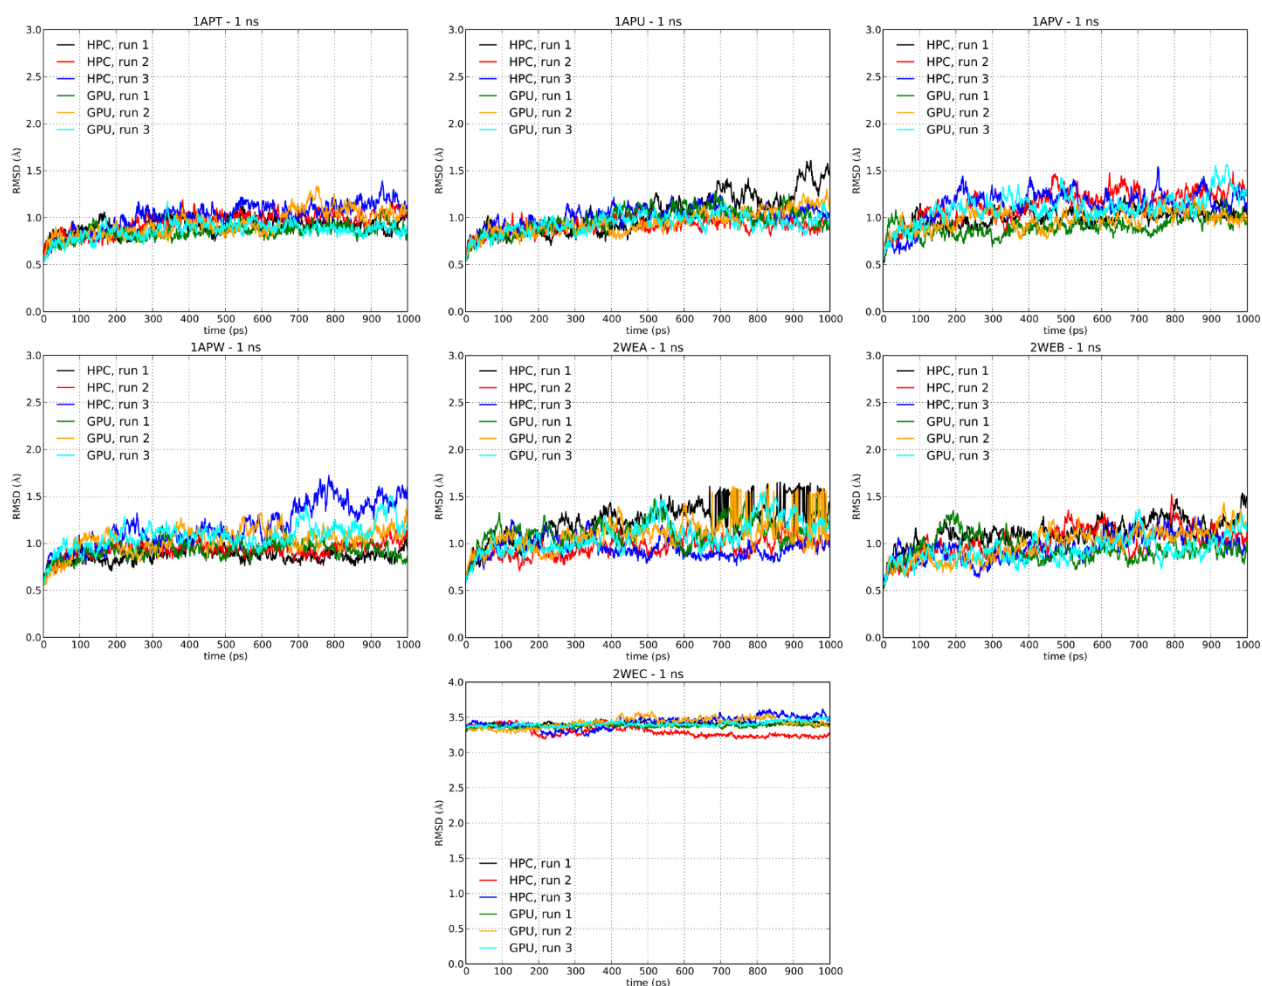 1APT - 1 ns
RMSD (Å)
3.0
2.5
2.0
1.5
1.0
0.5
0.0
HPC, run 1
HPC, run 2
HPC, run 3
GPU, run 1
GPU, run 2
GPU, run 3
0 100 200 300 400 500 600 700 800 900 1000
time (ps)
1APU - 1 ns
RMSD (Å)
3.0
2.5
2.0
1.5
1.0
0.5
0.0
HPC, run 1
HPC, run 2
HPC, run 3
GPU, run 1
GPU, run 2
GPU, run 3
0 100 200 300 400 500 600 700 800 900 1000
time (ps)
1APV - 1 ns
RMSD (Å)
3.0
2.5
2.0
1.5
1.0
0.5
0.0
HPC, run 1
HPC, run 2
HPC, run 3
GPU, run 1
GPU, run 2
GPU, run 3
0 100 200 300 400 500 600 700 800 900 1000
time (ps)
1APW - 1 ns
RMSD (Å)
3.0
2.5
2.0
1.5
1.0
0.5
0.0
HPC, run 1
HPC, run 2
HPC, run 3
GPU, run 1
GPU, run 2
GPU, run 3
0 100 200 300 400 500 600 700 800 900 1000
time (ps)
2WEA - 1 ns
RMSD (Å)
3.0
2.5
2.0
1.5
1.0
0.5
0.0
HPC, run 1
HPC, run 2
HPC, run 3
GPU, run 1
GPU, run 2
GPU, run 3
0 100 200 300 400 500 600 700 800 900 1000
time (ps)
2WEB - 1 ns
RMSD (Å)
3.0
2.5
2.0
1.5
1.0
0.5
0.0
HPC, run 1
HPC, run 2
HPC, run 3
GPU, run 1
GPU, run 2
GPU, run 3
0 100 200 300 400 500 600 700 800 900 1000
time (ps)
2WEC - 1 ns
RMSD (Å)
4.0
3.5
3.0
2.5
2.0
1.5
1.0
0.5
0.0
HPC, run 1
HPC, run 2
HPC, run 3
GPU, run 1
GPU, run 2
GPU, run 3
0 100 200 300 400 500 600 700 800 900 1000
time (ps)